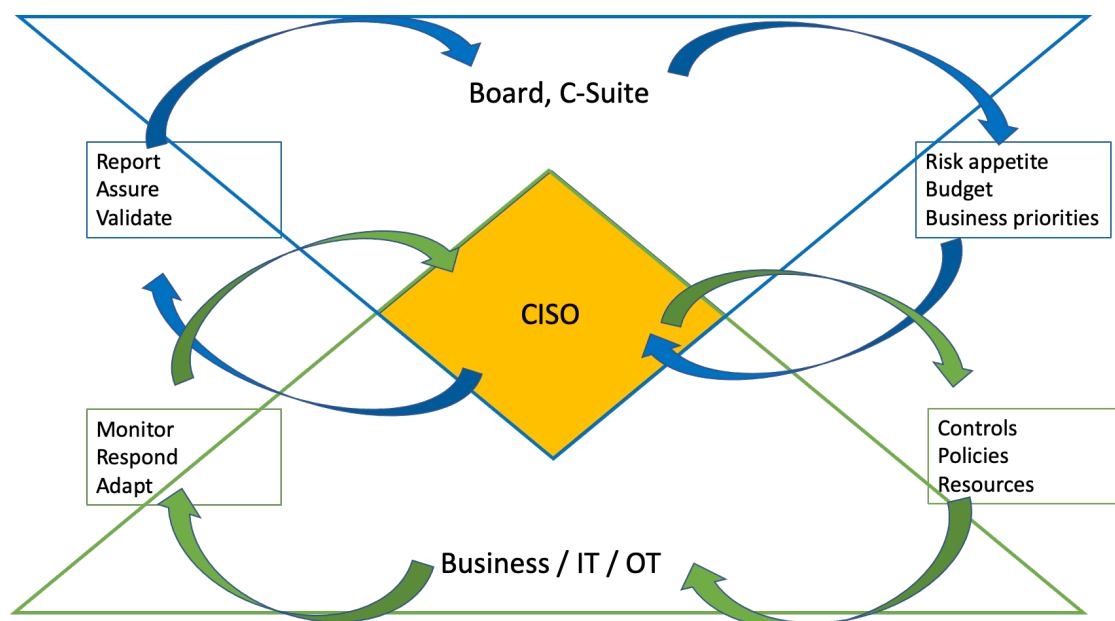 Board, C-Suite
Report
Assure
Validate
Risk appetite
Budget
Business priorities
CISO
Monitor
Respond
Adapt
Controls
Policies
Resources
Business / IT / OT